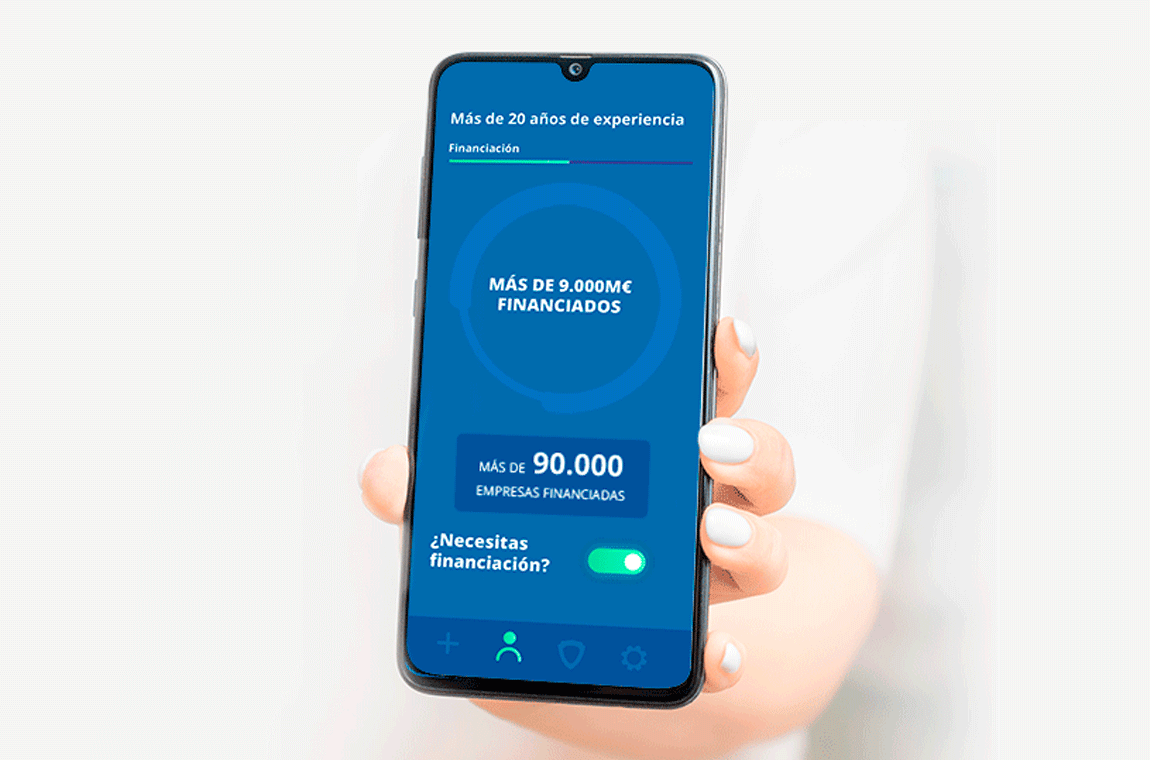 Más de 20 años de experiencia
Financiación
MÁS DE 9.000M€
FINANCIADOS
MÁS DE 90.000
EMPRESAS FINANCIADAS
¿Necesitas
financiación?